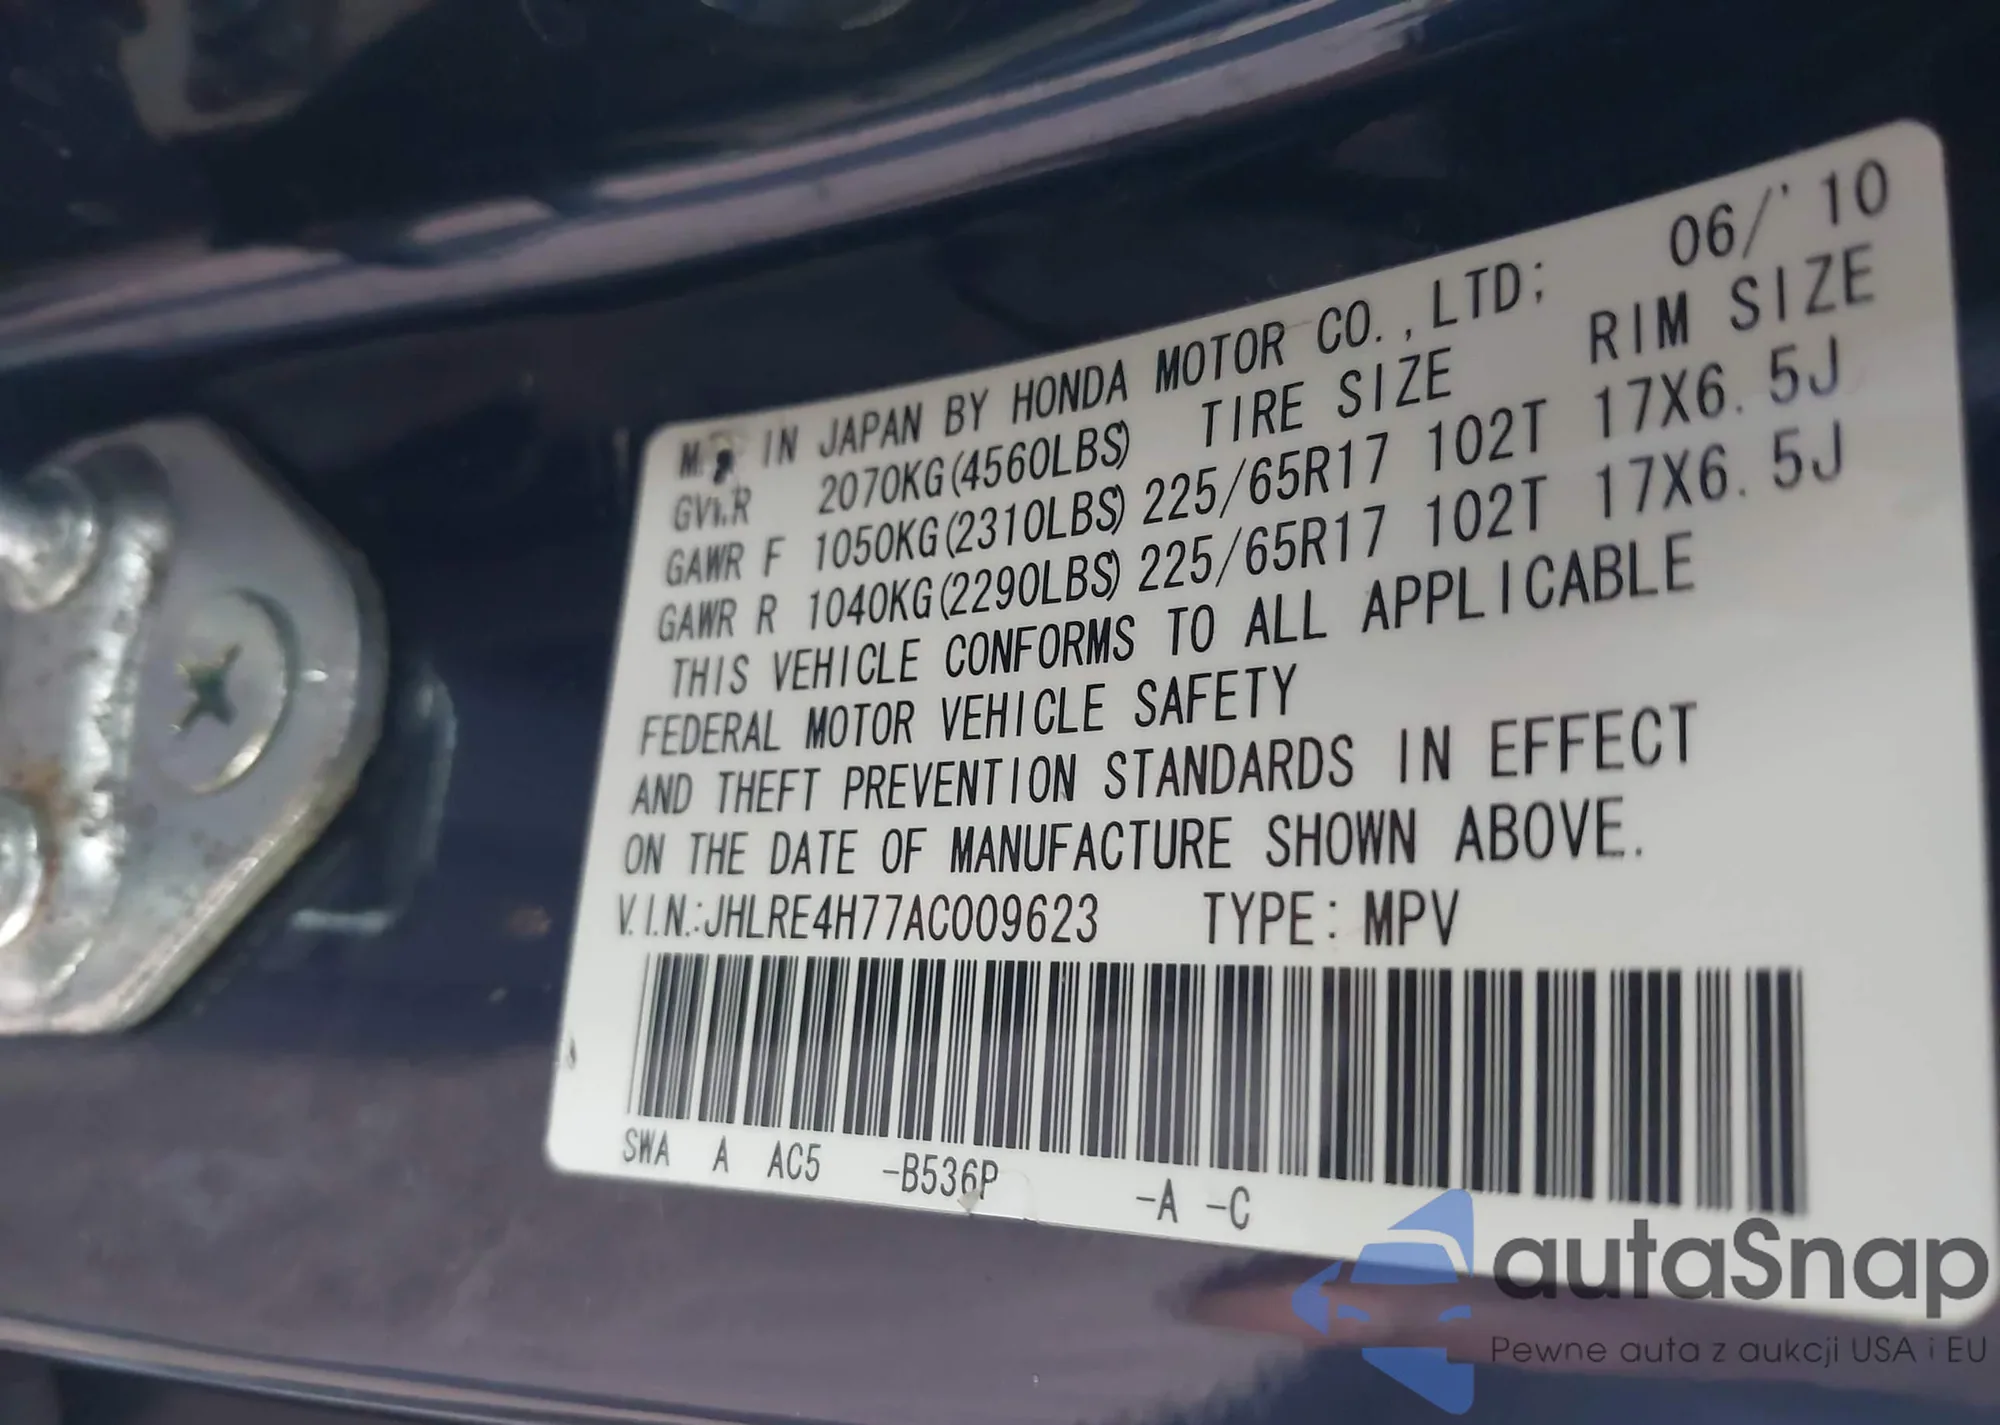 IN JAPAN BY HONDA MOTOR CO.,LTD; 06/'10
2070KG(4560LBS) TIRE SIZE RIM SIZE
GAWR F 1050KG(2310LBS) 225/65R17 102T 17X6.5J
GAWR R 1040KG(2290LBS) 225/65R17 102T 17X6.5J
THIS VEHICLE CONFORMS TO ALL APPLICABLE
FEDERAL MOTOR VEHICLE SAFETY
AND THEFT PREVENTION STANDARDS IN EFFECT
ON THE DATE OF MANUFACTURE SHOWN ABOVE.
V.I.N.:JHLRE4H77AC009623 TYPE: MPV
SWA A AC5 -B536P -A -C
autaSnap
Pewne auta z aukcji USA i EU